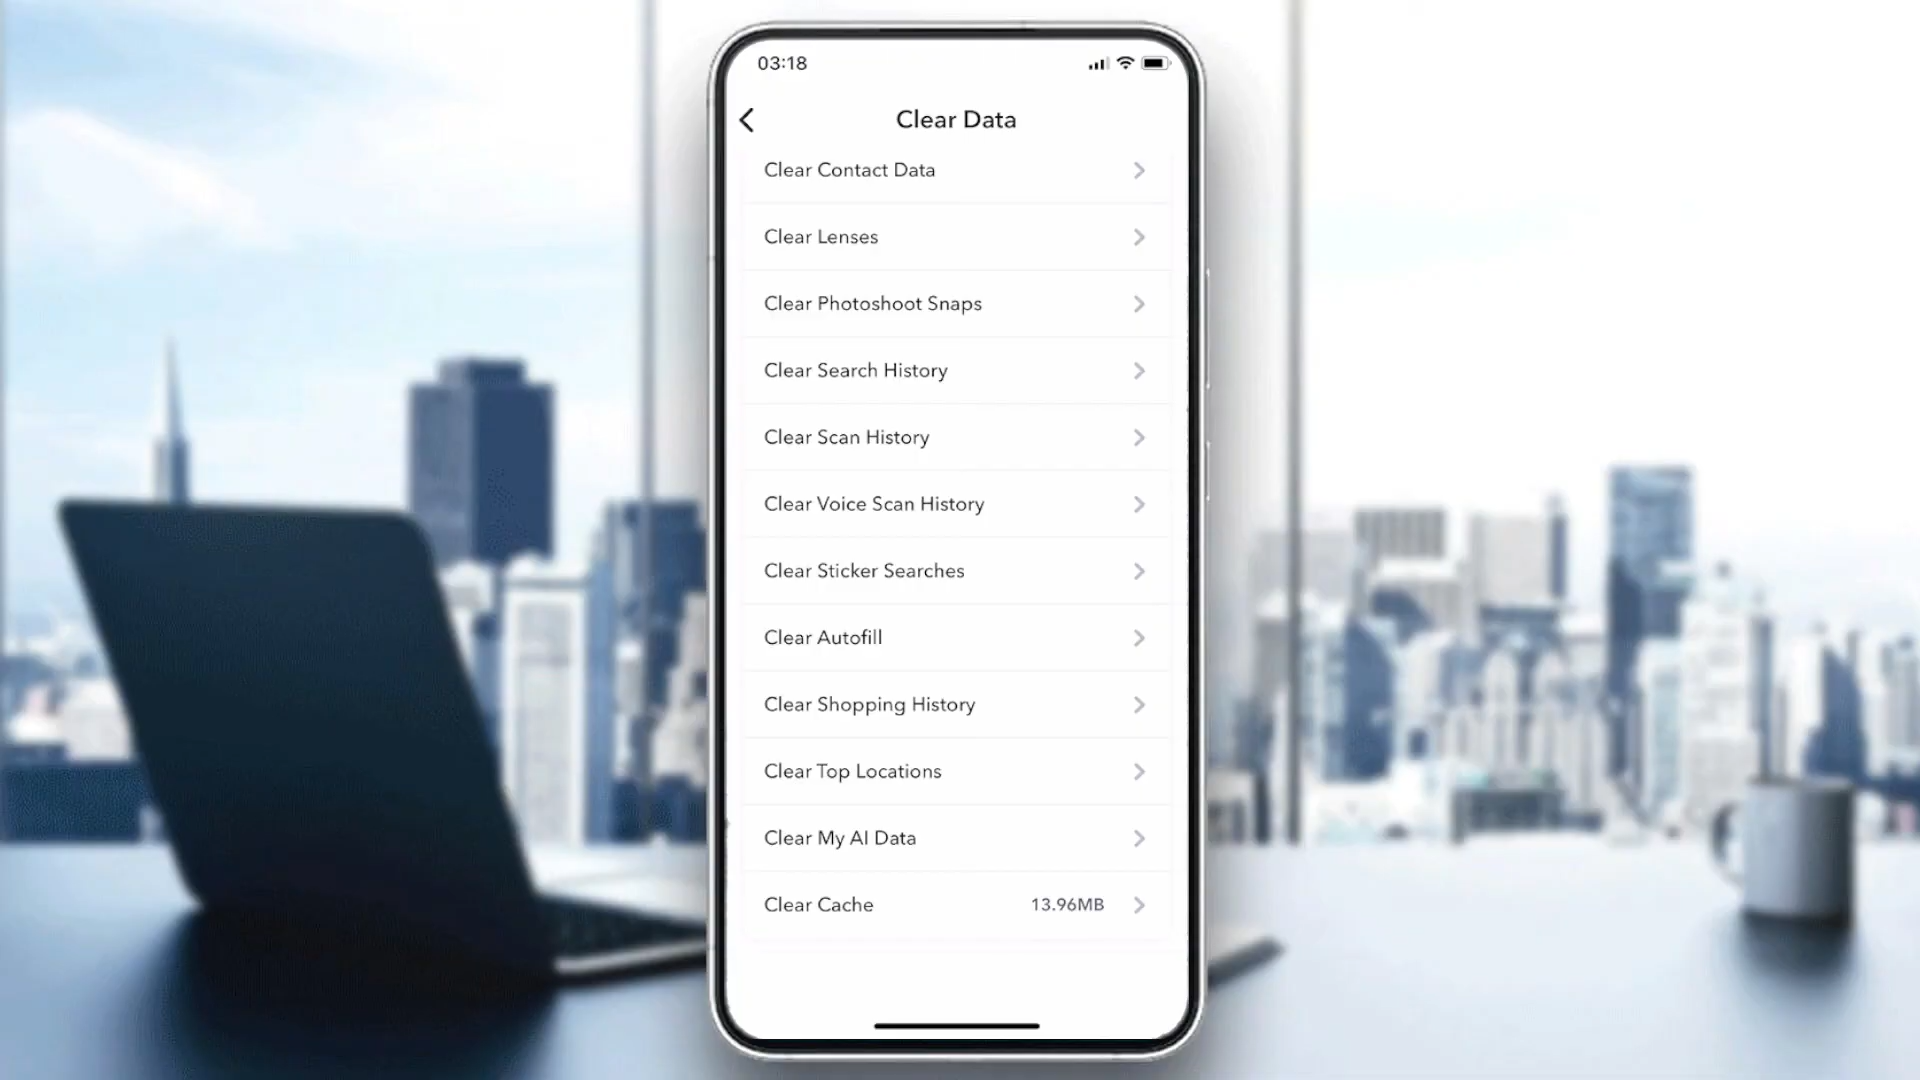 03:18
Clear Data
Clear Contact Data
Clear Lenses
Clear Photoshoot Snaps
Clear Search History
Clear Scan History
Clear Voice Scan History
Clear Sticker Searches
Clear Autofill
Clear Shopping History
Clear Top Locations
Clear My AI Data
Clear Cache 13.96MB